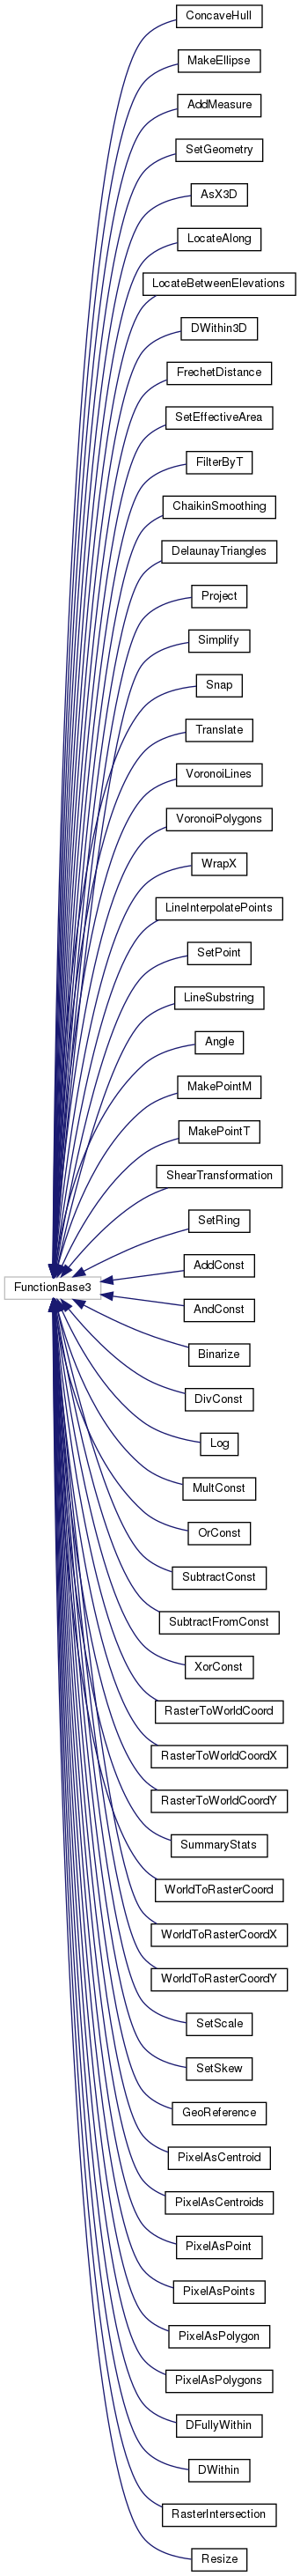 ConcaveHull
MakeEllipse
AddMeasure
SetGeometry
AsX3D
LocateAlong
LocateBetweenElevations
DWithin3D
FrechetDistance
SetEffectiveArea
FilterByT
ChaikinSmoothing
DelaunayTriangles
Project
Simplify
Snap
Translate
VoronoiLines
VoronoiPolygons
WrapX
LineInterpolatePoints
SetPoint
LineSubstring
Angle
MakePointM
MakePointT
ShearTransformation
SetRing
AddConst
FunctionBase3
AndConst
Binarize
DivConst
Log
MultConst
OrConst
SubtractConst
SubtractFromConst
XorConst
RasterToWorldCoord
RasterToWorldCoordX
RasterToWorldCoordY
SummaryStats
WorldToRasterCoord
WorldToRasterCoordX
WorldToRasterCoordY
SetScale
SetSkew
GeoReference
PixelAsCentroid
PixelAsCentroids
PixelAsPoint
PixelAsPoints
PixelAsPolygon
PixelAsPolygons
DFullyWithin
DWithin
RasterIntersection
Resize